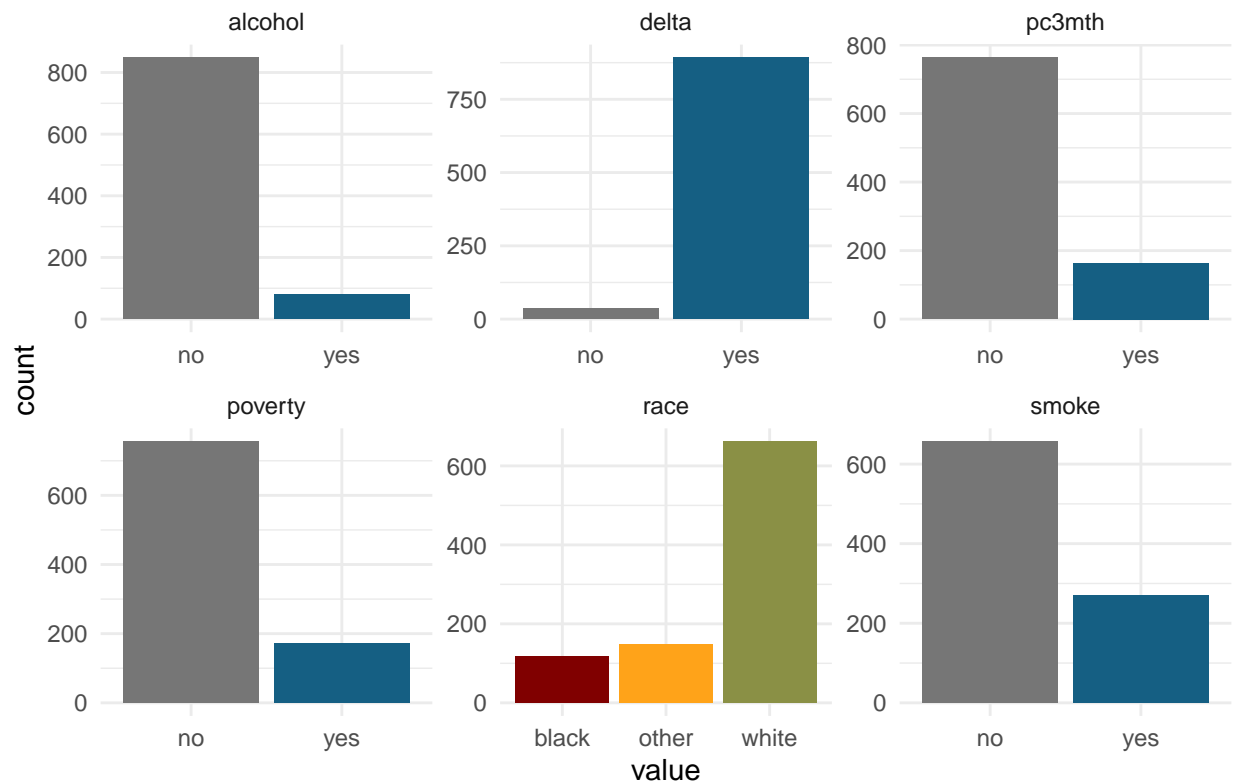 alcohol
delta
pc3mth
800
600
400
200
0
no
yes
750
500
250
0
no
yes
800
600
400
200
0
no
yes
count
poverty
race
smoke
600
400
200
0
no
yes
600
400
200
0
black
other
white
600
400
200
0
no
yes
value